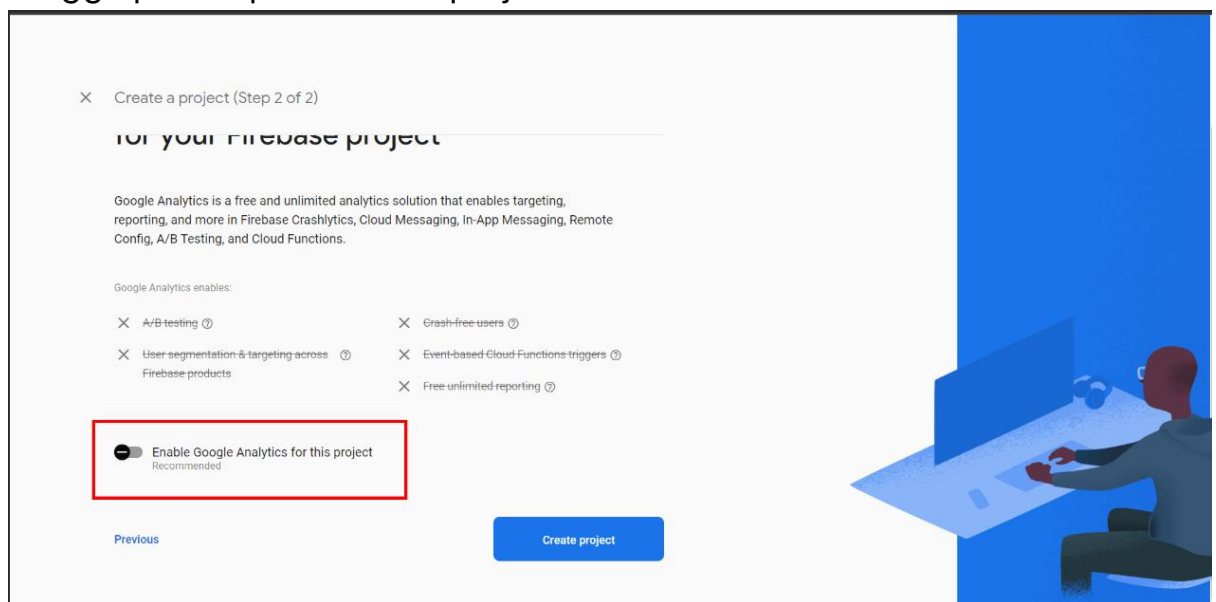 Create a project (Step 2 of 2)
for your Firebase project
Google Analytics is a free and unlimited analytics solution that enables targeting,
reporting, and more in Firebase Crashlytics, Cloud Messaging, In-App Messaging, Remote
Config, A/B Testing, and Cloud Functions.
Google Analytics enables:
A/B testing
Crash-free users
User segmentation & targeting across
Firebase products
Event-based Cloud Functions triggers
Free unlimited reporting
Enable Google Analytics for this project
Recommended
Previous
Create project